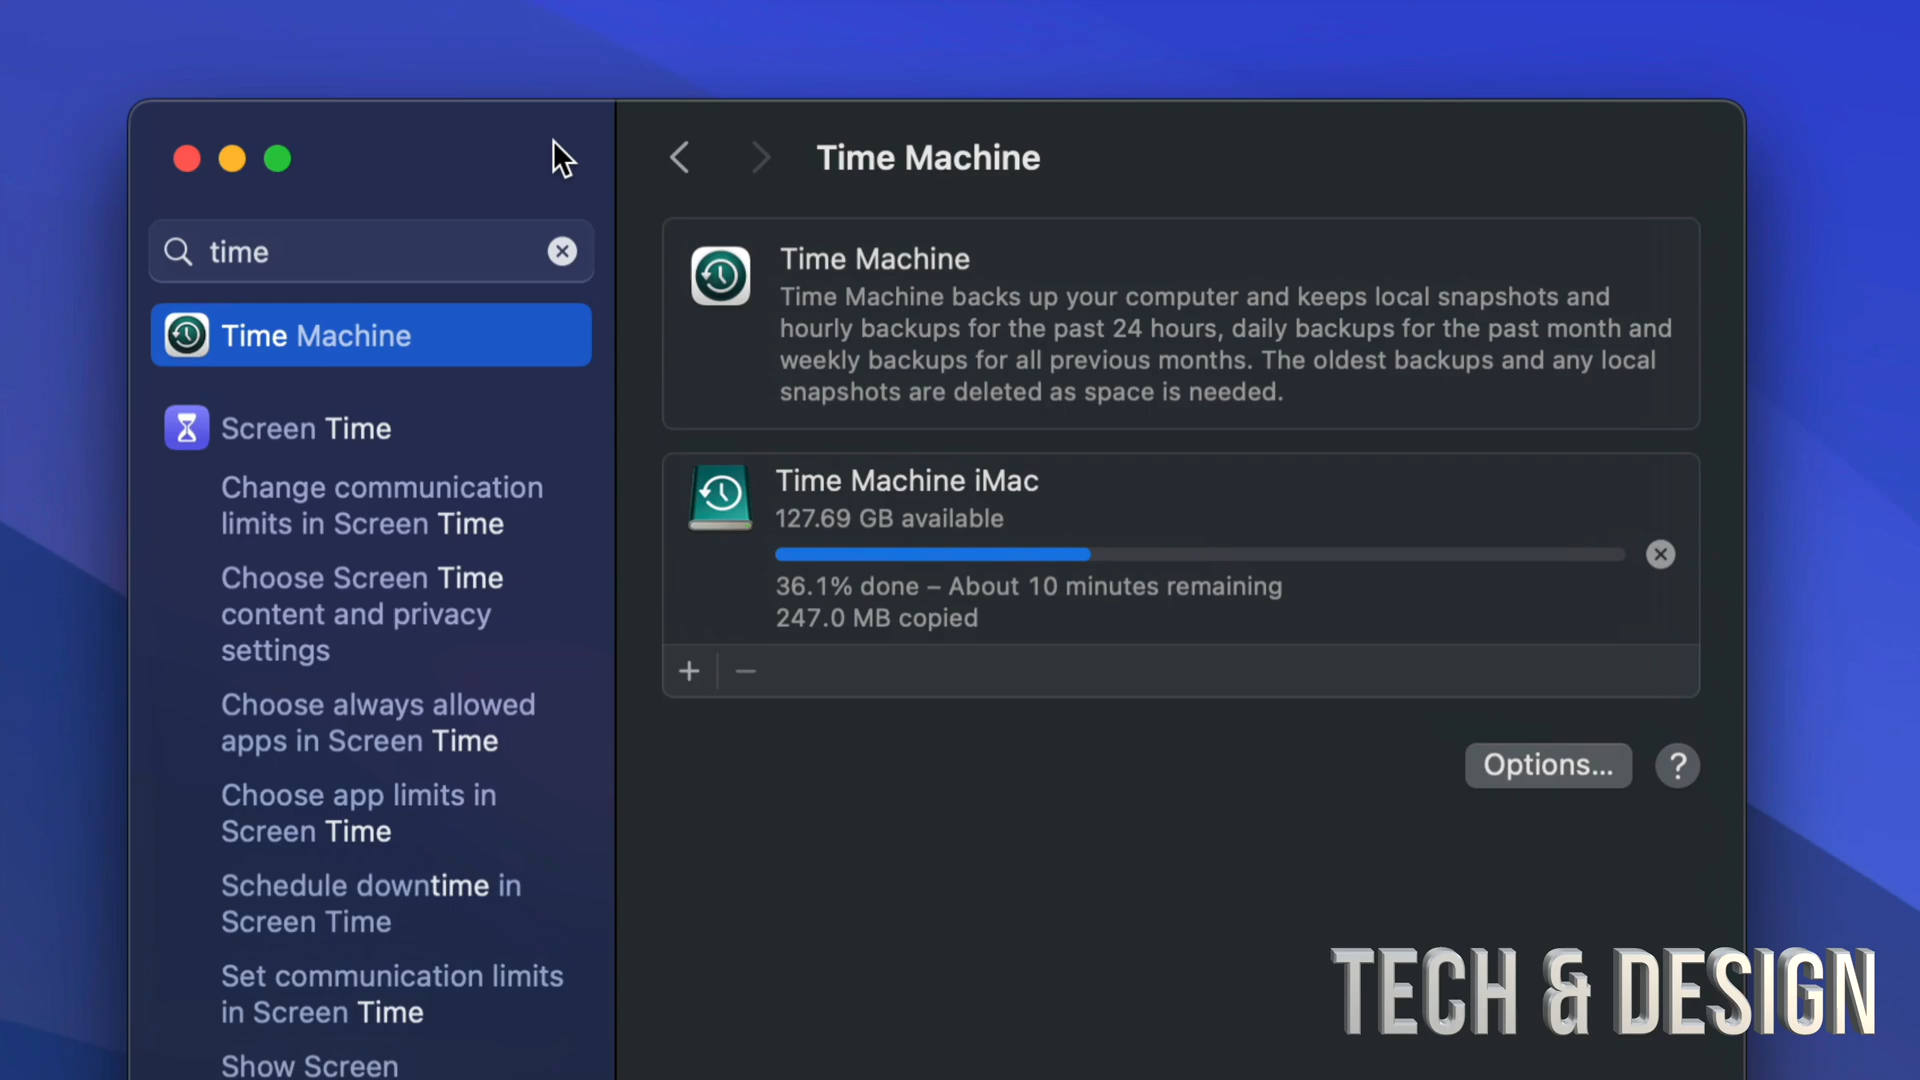 time
Time Machine
Screen Time
Change communication
limits in Screen Time
Choose Screen Time
content and privacy
settings
Choose always allowed
apps in Screen Time
Choose app limits in
Screen Time
Schedule downtime in
Screen Time
Set communication limits
in Screen Time
Show Screen
Time Machine
Time Machine
Time Machine backs up your computer and keeps local snapshots and
hourly backups for the past 24 hours, daily backups for the past month and
weekly backups for all previous months. The oldest backups and any local
snapshots are deleted as space is needed.
Time Machine iMac
127.69 GB available
36.1% done – About 10 minutes remaining
247.0 MB copied
+ −
Options... ?
TECH & DESIGN